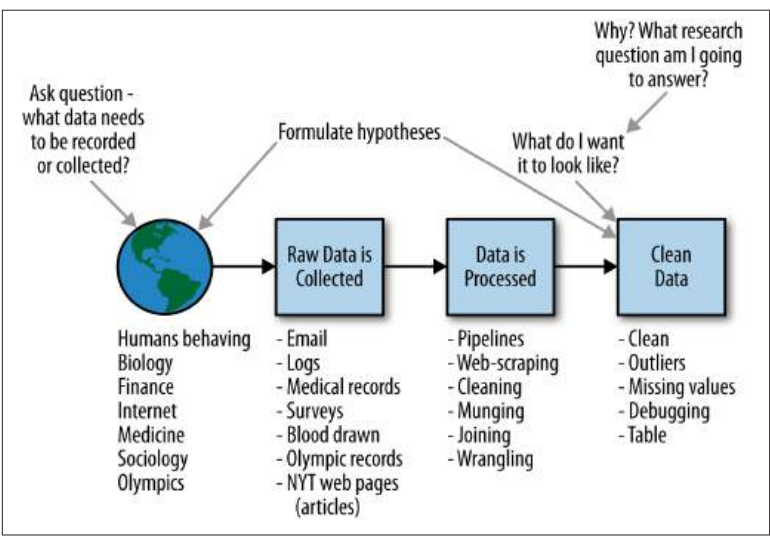 Why? What research
question am I going
to answer?
Ask question -
what data needs
to be recorded
or collected?
Formulate hypotheses
What do I want
it to look like?
Raw Data is
Collected
Data is
Processed
Clean
Data
Humans behaving
Biology
Finance
Internet
Medicine
Sociology
Olympics
- Email
- Logs
- Medical records
- Surveys
- Blood drawn
- Olympic records
- NYT web pages
(articles)
- Pipelines
- Web-scraping
- Cleaning
- Munging
- Joining
- Wrangling
- Clean
- Outliers
- Missing values
- Debugging
- Table